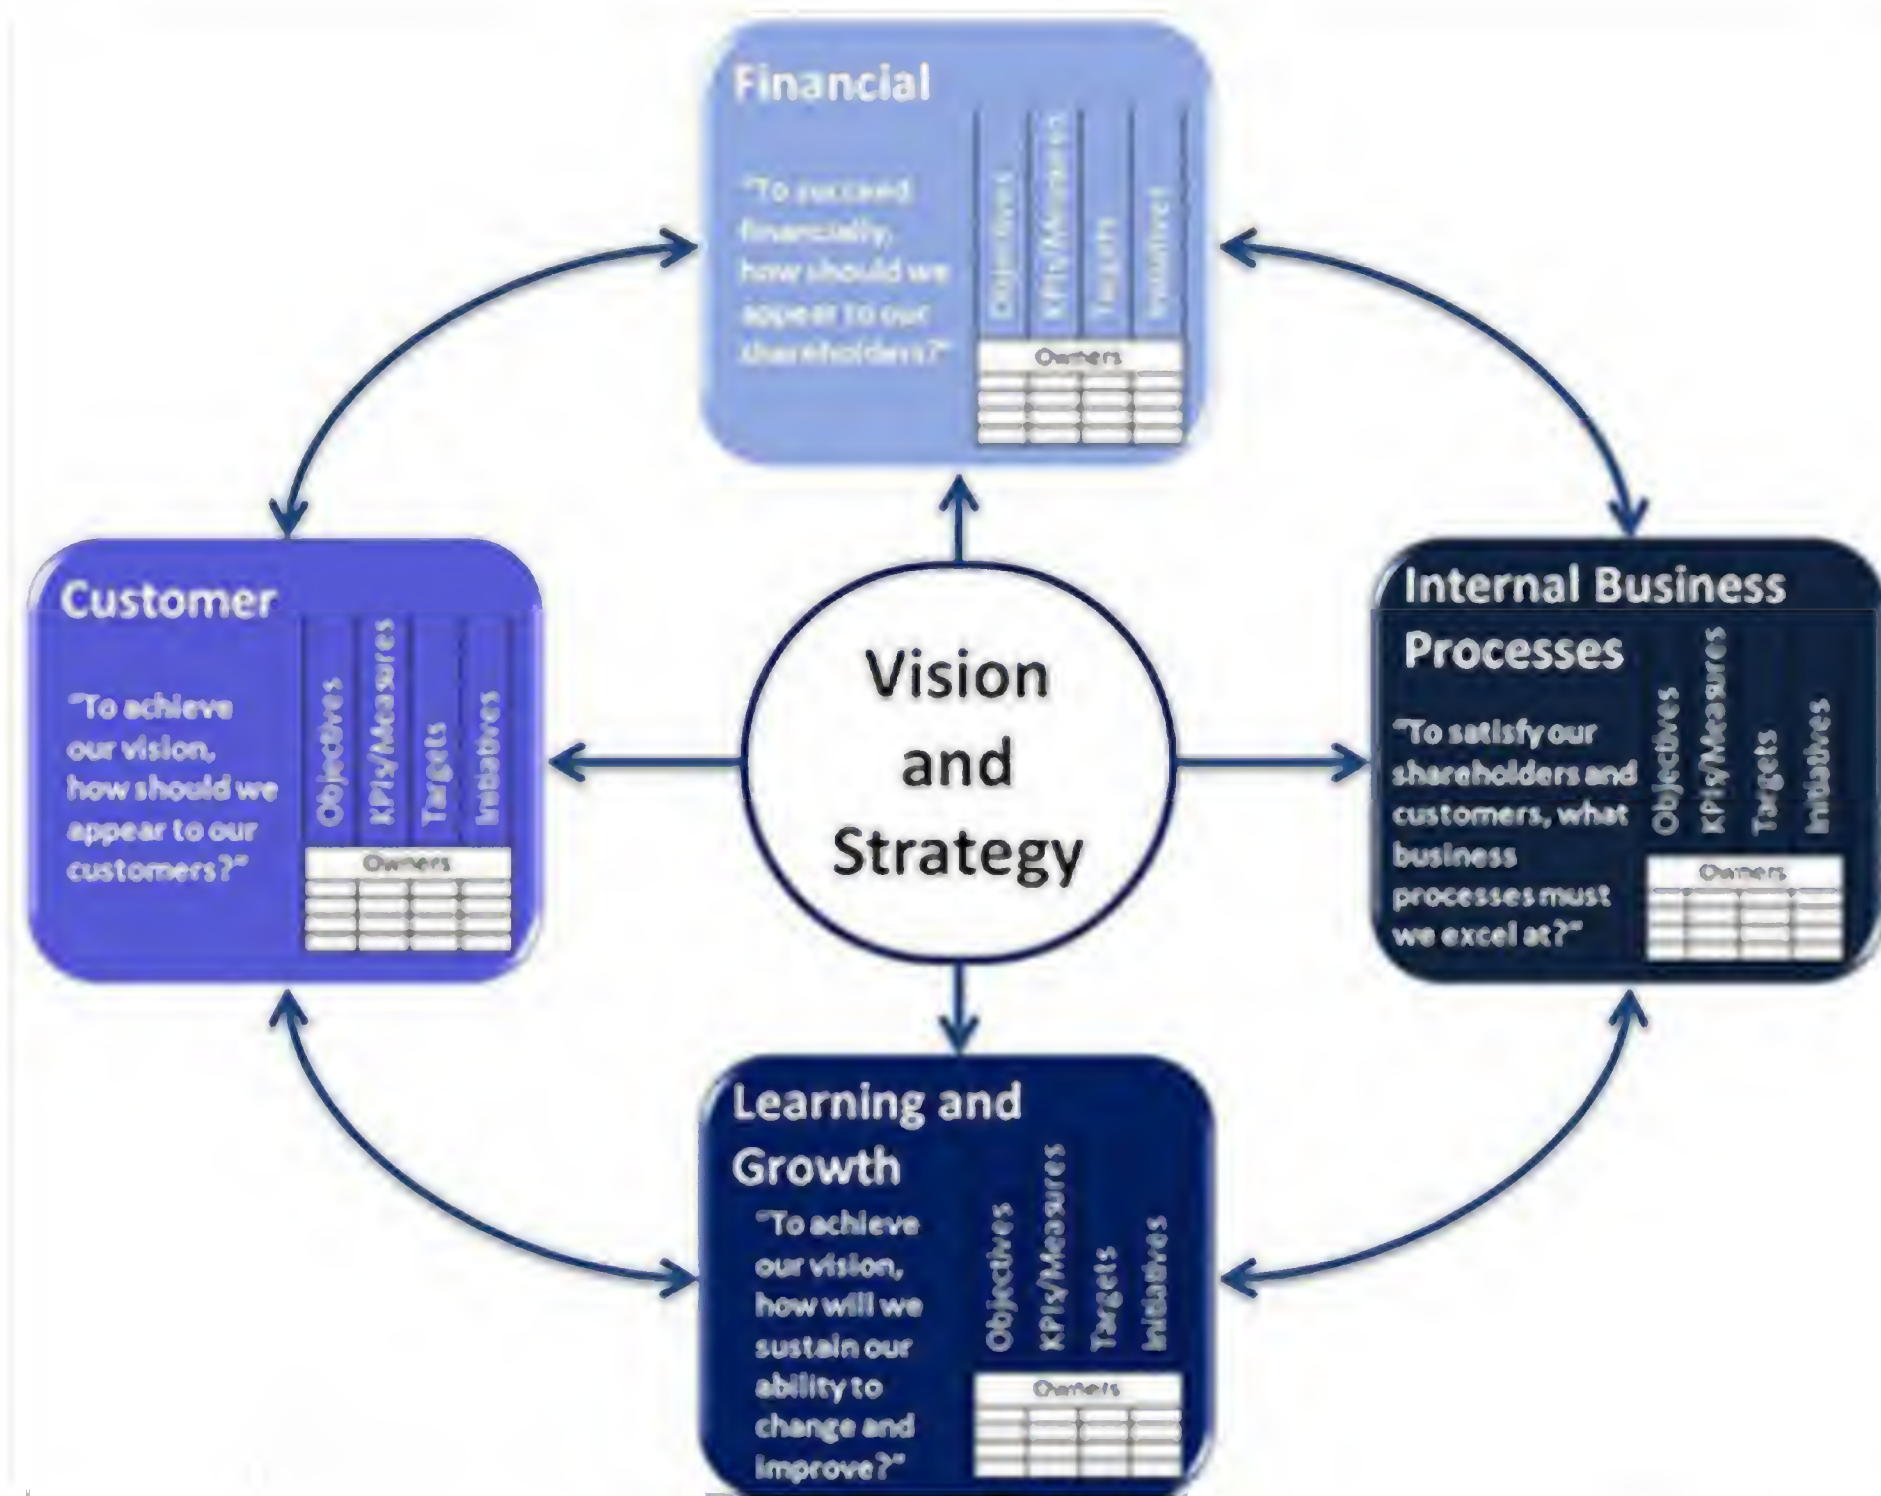 Financial
"To succeed
financially,
how should we
appear to our
shareholders?"
Objectives
KPIs/Measures
Targets
Initiatives
Owners
Customer
"To achieve
our vision,
how should we
appear to our
customers?"
Objectives
KPIs/Measures
Targets
Initiatives
Owners
Vision
and
Strategy
Internal Business
Processes
"To satisfy our
shareholders and
customers, what
business
processes must
we excel at?"
Objectives
KPIs/Measures
Targets
Initiatives
Owners
Learning and
Growth
"To achieve
our vision,
how will we
sustain our
ability to
change and
improve?"
Objectives
KPIs/Measures
Targets
Initiatives
Owners